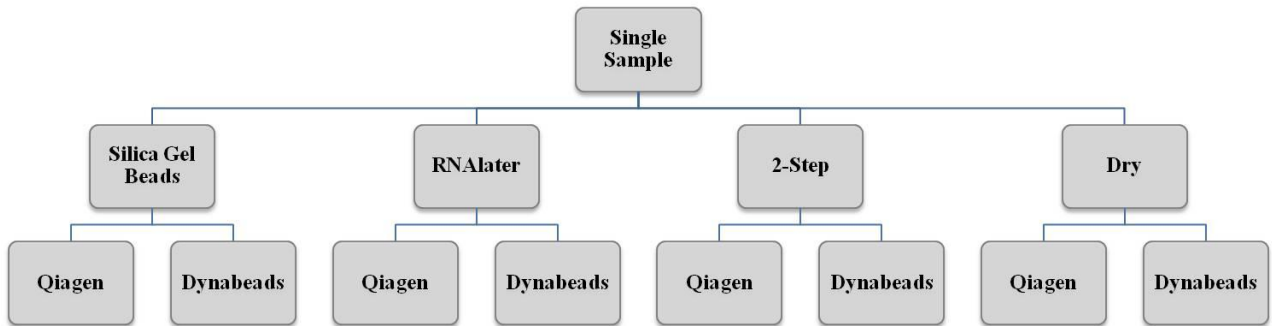 Single
Sample
Silica Gel
Beads
RNAlater
2-Step
Dry
Qiagen
Dynabeads
Qiagen
Dynabeads
Qiagen
Dynabeads
Qiagen
Dynabeads